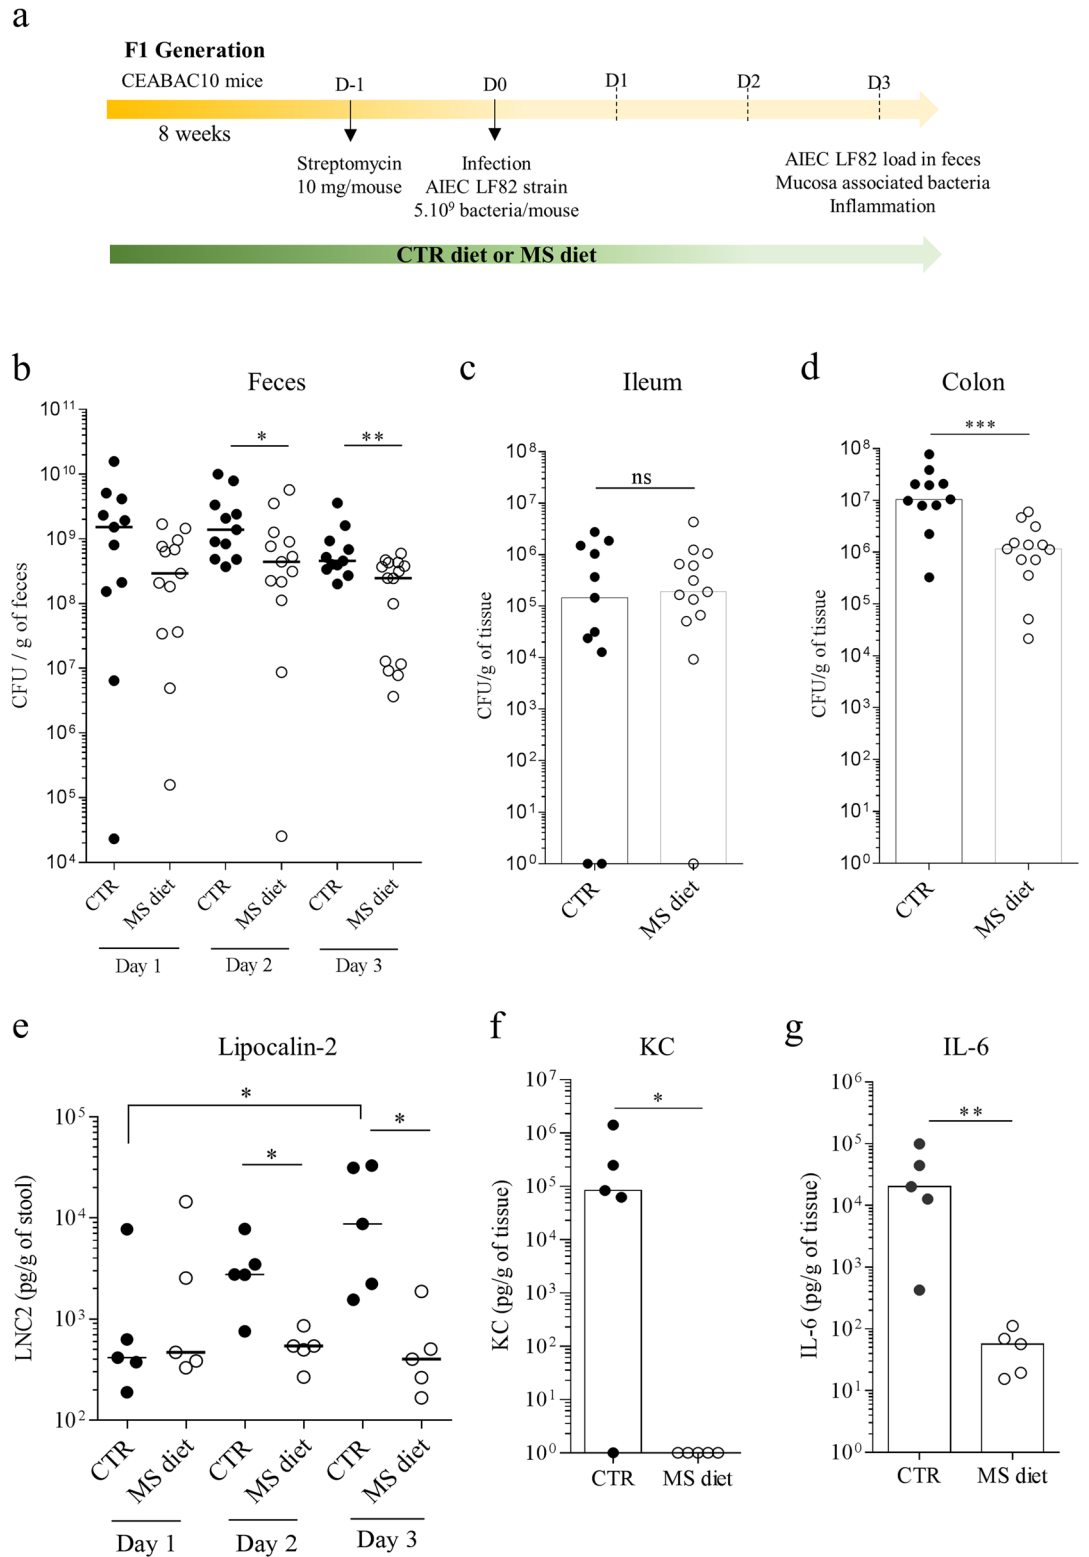 a
F1 Generation
CEABAC10 mice
D-1
D0
D1
D2
D3
8 weeks
Streptomycin
10 mg/mouse
Infection
AIEC LF82 strain
5.10⁹ bacteria/mouse
AIEC LF82 load in feces
Mucosa associated bacteria
Inflammation
CTR diet or MS diet
b
Feces
CFU / g of feces
10¹¹
10¹⁰
10⁹
10⁸
10⁷
10⁶
10⁵
10⁴
*
**
CTR
MS diet
CTR
MS diet
CTR
MS diet
Day 1
Day 2
Day 3
c
Ileum
CFU/g of tissue
10⁸
10⁷
10⁶
10⁵
10⁴
10³
10²
10¹
10⁰
ns
CTR
MS diet
d
Colon
CFU/g of tissue
10⁸
10⁷
10⁶
10⁵
10⁴
10³
10²
10¹
10⁰
***
CTR
MS diet
e
Lipocalin-2
LNC2 (pg/g of stool)
10⁵
10⁴
10³
10²
*
*
*
CTR
MS diet
CTR
MS diet
CTR
MS diet
Day 1
Day 2
Day 3
f
KC
KC (pg/g of tissue)
10⁷
10⁶
10⁵
10⁴
10³
10²
10¹
10⁰
*
CTR
MS diet
g
IL-6
IL-6 (pg/g of tissue)
10⁶
10⁵
10⁴
10³
10²
10¹
10⁰
**
CTR
MS diet